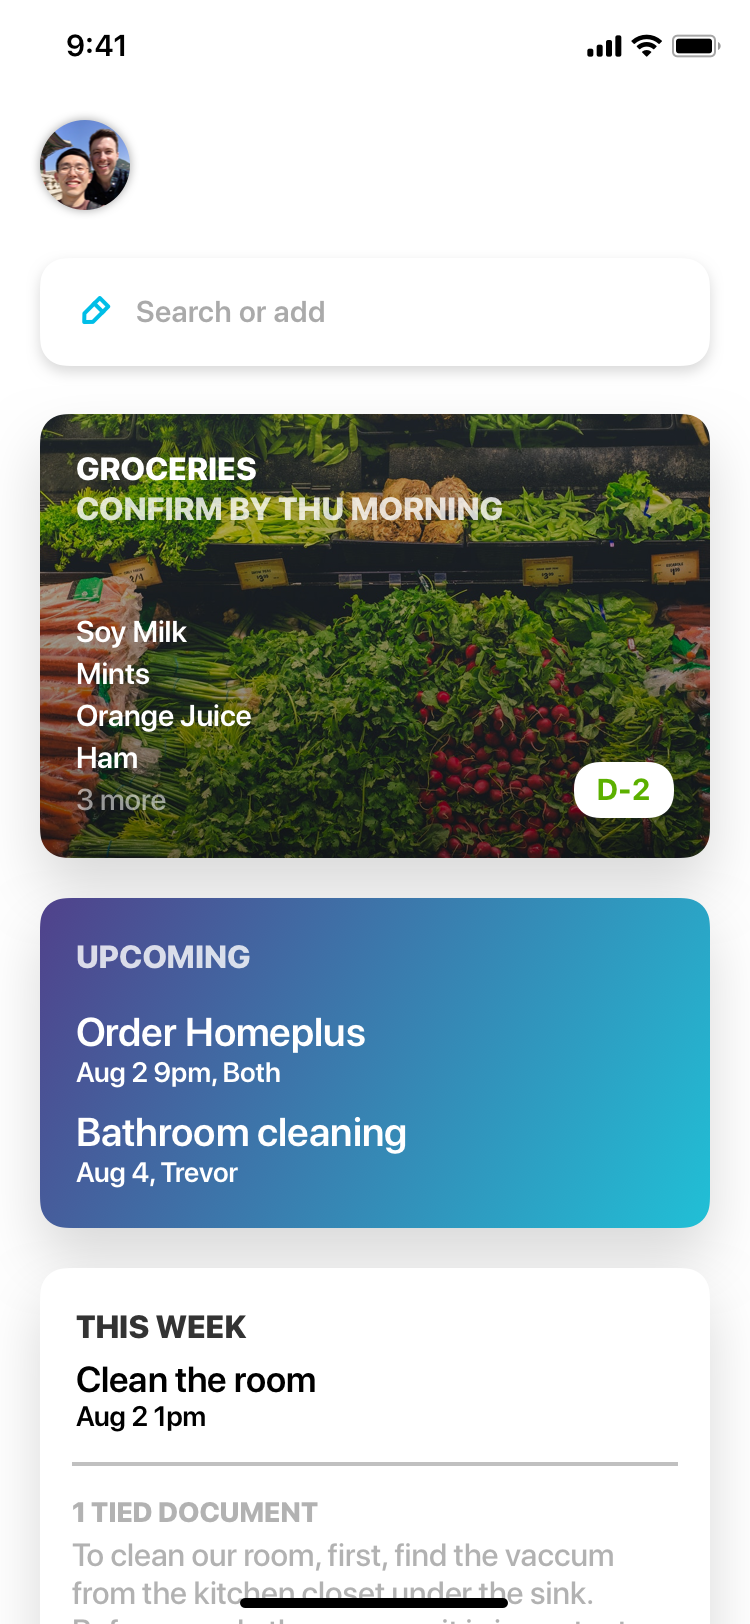 9:41
Search or add
GROCERIES
CONFIRM BY THU MORNING
Soy Milk
Mints
Orange Juice
Ham
3 more
D-2
UPCOMING
Order Homeplus
Aug 2 9pm, Both
Bathroom cleaning
Aug 4, Trevor
THIS WEEK
Clean the room
Aug 2 1pm
1 TIED DOCUMENT
To clean our room, first, find the vaccum
from the kitchen closet under the sink.